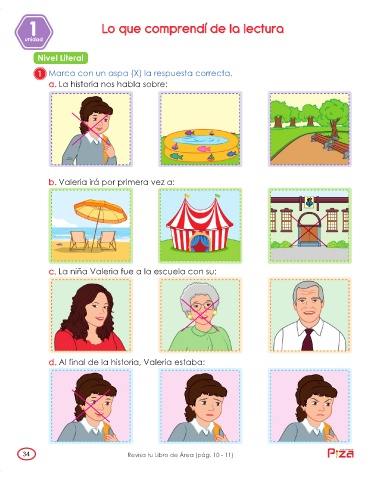 1
unidad
Lo que comprendí de la lectura
Nivel Literal
1 Marca con un aspa (X) la respuesta correcta.
a. La historia nos habla sobre:
b. Valeria irá por primera vez a:
c. La niña Valeria fue a la escuela con su:
d. Al final de la historia, Valeria estaba:
34
Revisa tu Libro de Área (pág. 10 - 11)
Pizá